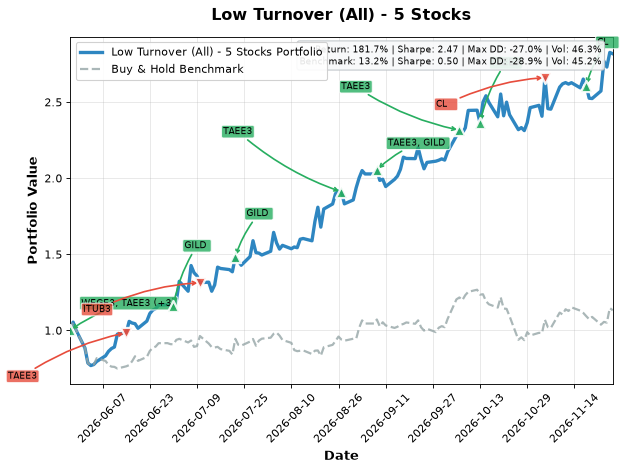 Low Turnover (All) - 5 Stocks
Low Turnover (All) - 5 Stocks Portfolio
Buy & Hold Benchmark
181.7% | Sharpe: 2.47 | Max DD: -27.0% | Vol: 46.3%
Benchmark: 13.2% | Sharpe: 0.50 | Max DD: -28.9% | Vol: 45.2%
CL
TAEE3
CL
TAEE3
TAEE3, GILD
GILD
GILD
WEGE3, TAEE3 (+3)
ITUB3
TAEE3
Portfolio Value
2.5
2.0
1.5
1.0
2026-06-07
2026-06-23
2026-07-09
2026-07-25
2026-08-10
2026-08-26
2026-09-11
2026-09-27
2026-10-13
2026-10-29
2026-11-14
Date